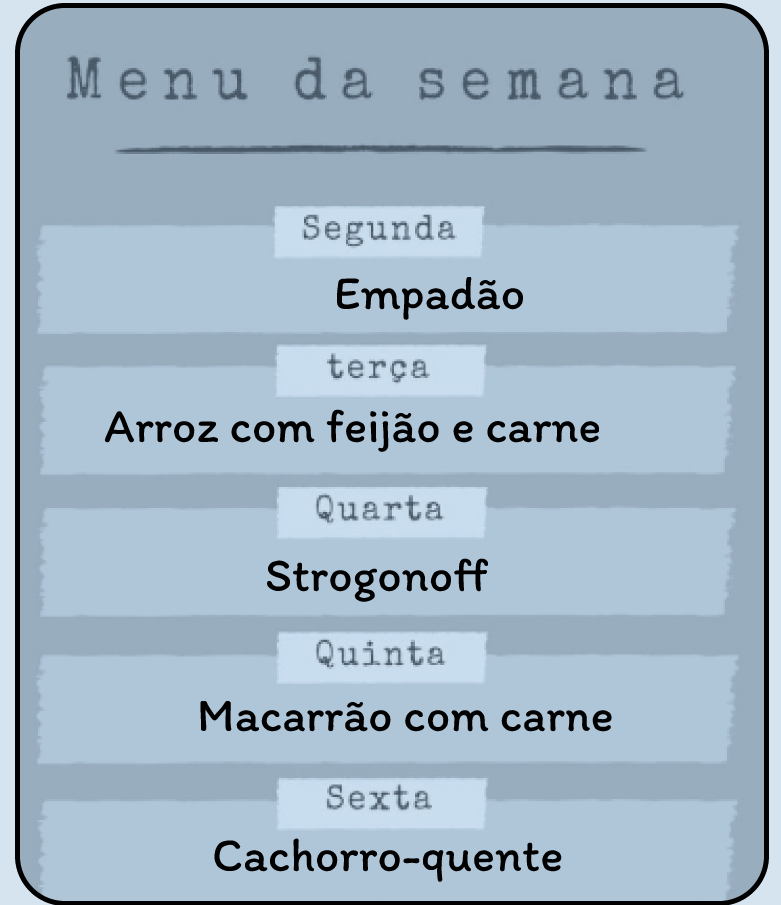 Menu da semana
Segunda
Empadão
terça
Arroz com feijão e carne
Quarta
Strogonoff
Quinta
Macarrão com carne
Sexta
Cachorro-quente